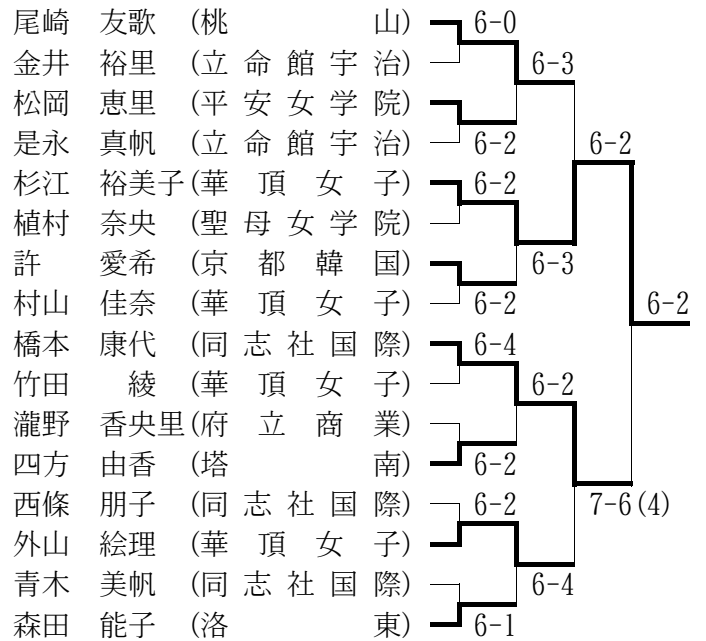 尾崎 友歌 (桃山) 6-0
金井 裕里 (立命館宇治) 6-3
松岡 恵里 (平安女学院)
是永 真帆 (立命館宇治) 6-2 6-2
杉江 裕美子(華頂女子) 6-2
植村 奈央 (聖母女学院)
許 愛希 (京都韓国) 6-3
村山 佳奈 (華頂女子) 6-2 6-2
橋本 康代 (同志社国際) 6-4
竹田 綾 (華頂女子) 6-2
瀧野 香央里(府立商業)
四方 由香 (塔南) 6-2
西條 朋子 (同志社国際) 6-2 7-6(4)
外山 絵理 (華頂女子)
青木 美帆 (同志社国際) 6-4
森田 能子 (洛東) 6-1